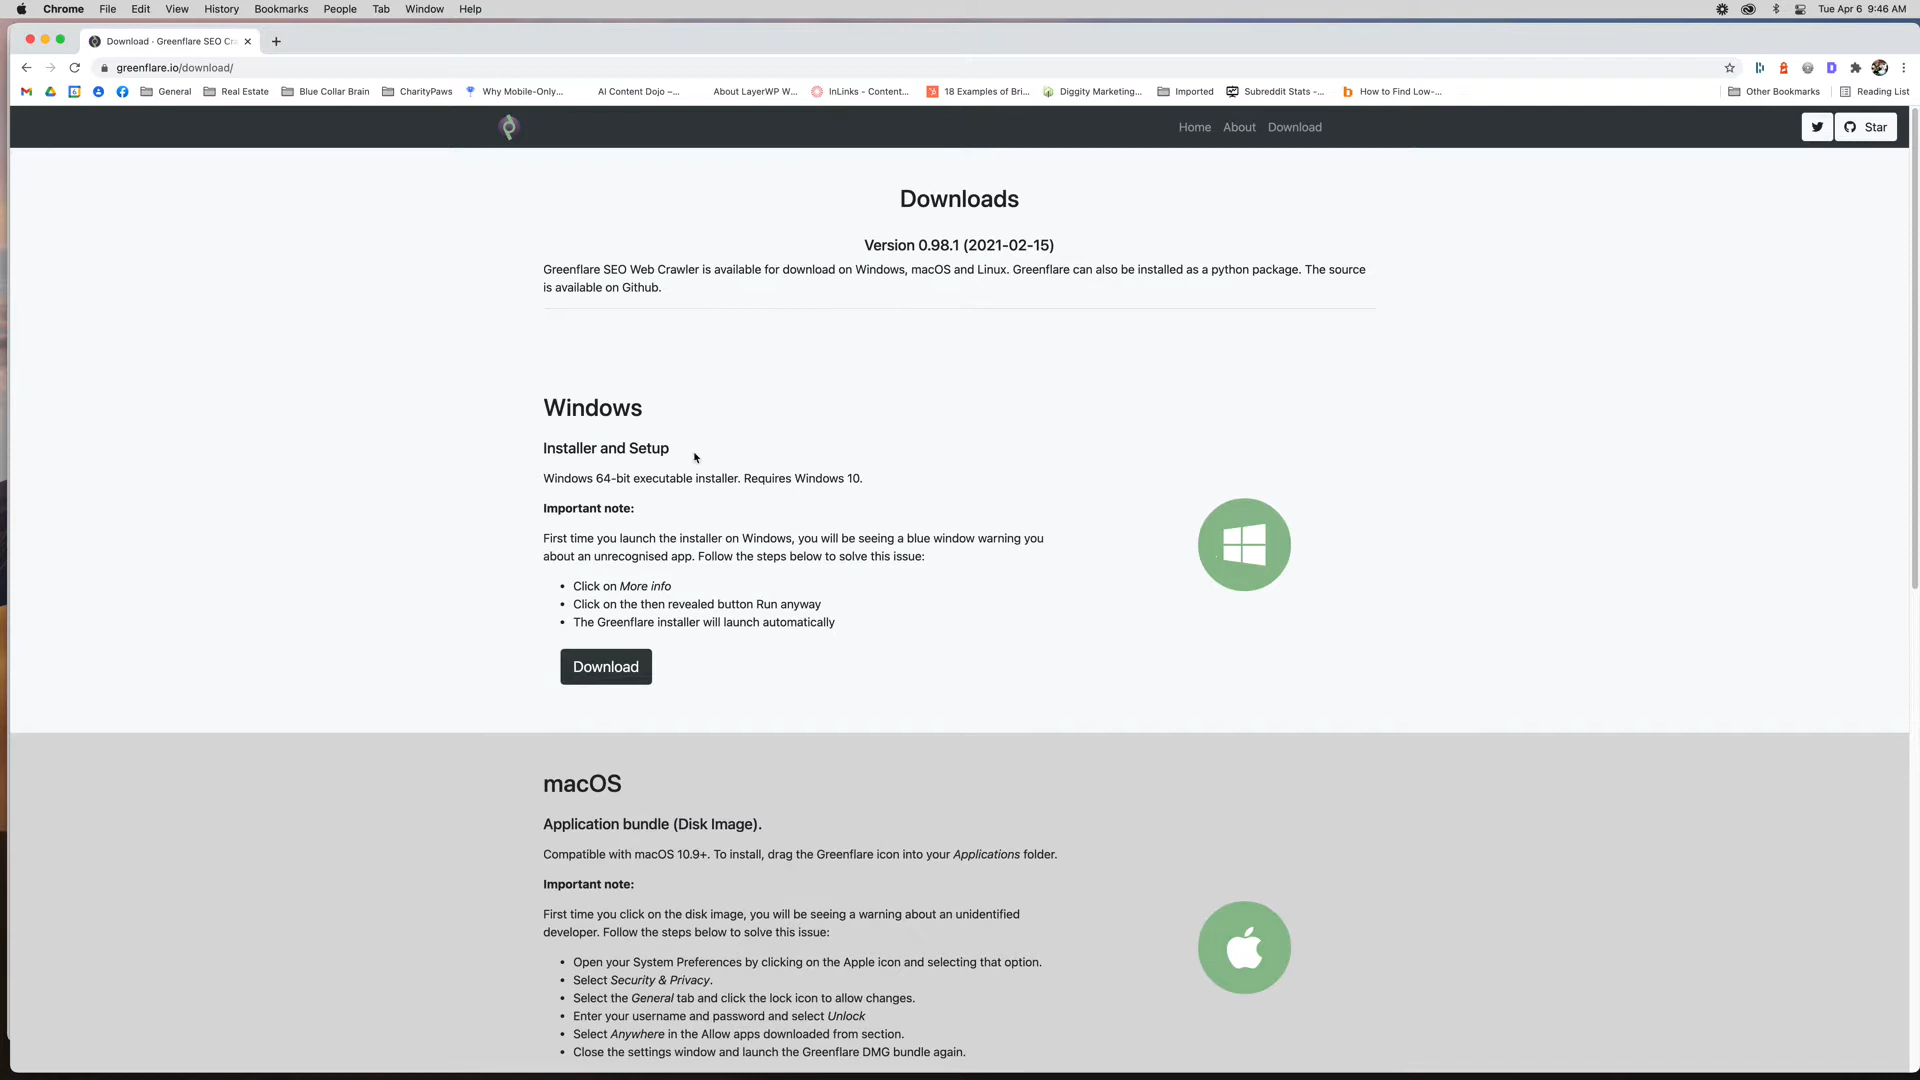 Chrome File Edit View History Bookmarks People Tab Window Help
Tue Apr 6 9:46 AM
Download · Greenflare SEO Cr
greenflare.io/download/
General Real Estate Blue Collar Brain CharityPaws Why Mobile-Only... AI Content Dojo –... About LayerWP W... InLinks - Content... 18 Examples of Bri... Diggity Marketing... Imported Subreddit Stats -... How to Find Low-... Other Bookmarks Reading List
Home About Download
Star
Downloads
Version 0.98.1 (2021-02-15)
Greenflare SEO Web Crawler is available for download on Windows, macOS and Linux. Greenflare can also be installed as a python package. The source
is available on Github.
Windows
Installer and Setup
Windows 64-bit executable installer. Requires Windows 10.
Important note:
First time you launch the installer on Windows, you will be seeing a blue window warning you
about an unrecognised app. Follow the steps below to solve this issue:
• Click on More info
• Click on the then revealed button Run anyway
• The Greenflare installer will launch automatically
Download
macOS
Application bundle (Disk Image).
Compatible with macOS 10.9+. To install, drag the Greenflare icon into your Applications folder.
Important note:
First time you click on the disk image, you will be seeing a warning about an unidentified
developer. Follow the steps below to solve this issue:
• Open your System Preferences by clicking on the Apple icon and selecting that option.
• Select Security & Privacy.
• Select the General tab and click the lock icon to allow changes.
• Enter your username and password and select Unlock
• Select Anywhere in the Allow apps downloaded from section.
• Close the settings window and launch the Greenflare DMG bundle again.